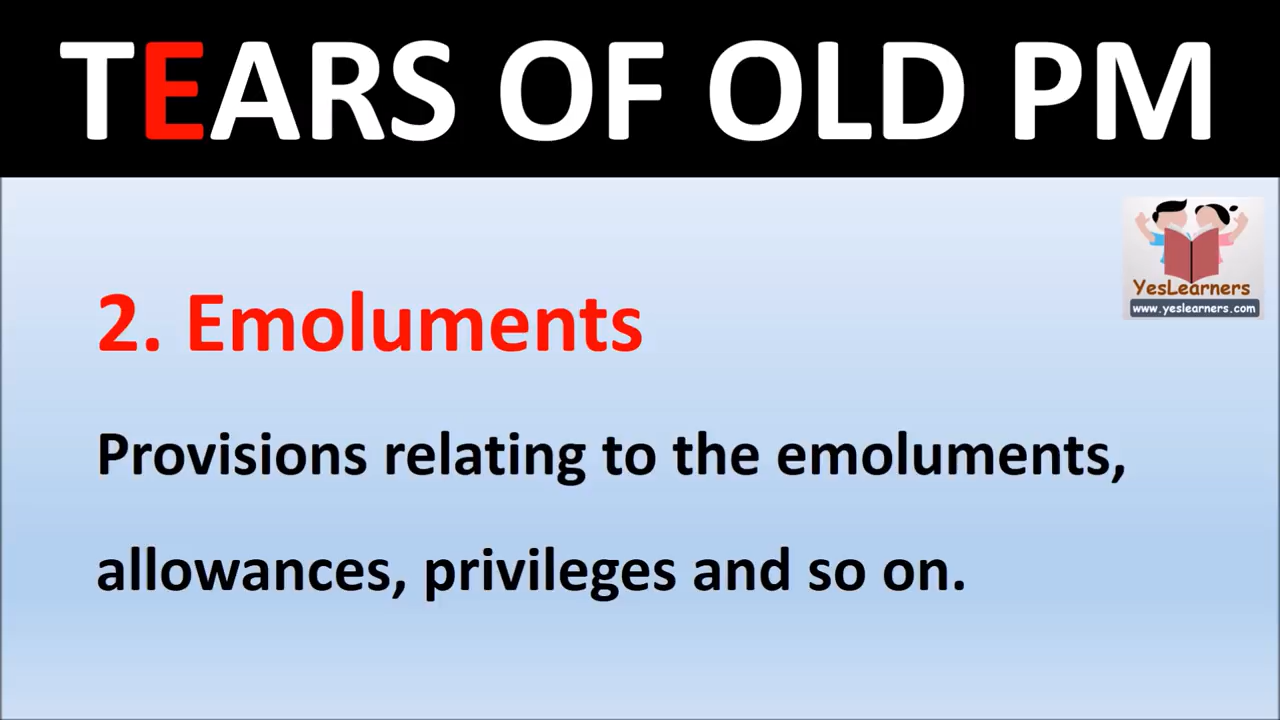 TEARS OF OLD PM
YesLearners
www.yeslearners.com
2. Emoluments
Provisions relating to the emoluments,
allowances, privileges and so on.